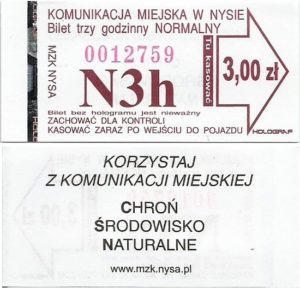 KOMUNIKACJA MIEJSKA W NYSIE
Bilet trzy godzinny NORMALNY
MZK NYSA
0012759
N3h
Tu kasować
3,00 zł
Bilet bez hologramu jest nieważny
ZACHOWAĆ DLA KONTROLI
KASOWAĆ ZARAZ PO WEJŚCIU DO POJAZDU
HOLOGRAF
KORZYSTAJ
Z KOMUNIKACJI MIEJSKIEJ
CHROŃ
ŚRODOWISKO
NATURALNE
www.mzk.nysa.pl